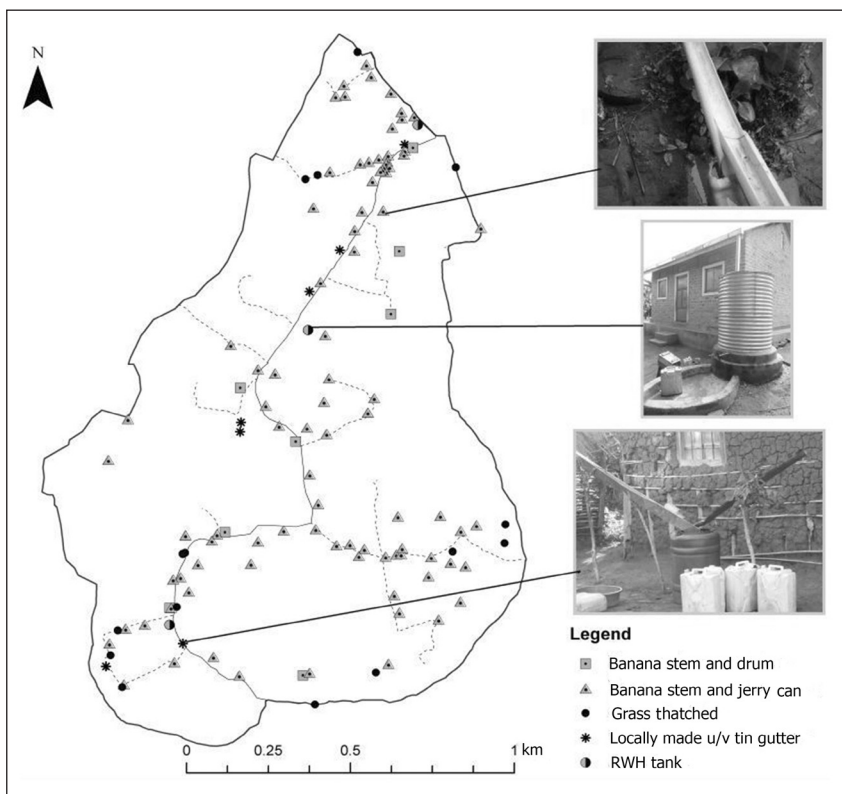 N
Legend
Banana stem and drum
Banana stem and jerry can
Grass thatched
Locally made u/v tin gutter
RWH tank
0 0.25 0.5 1 km